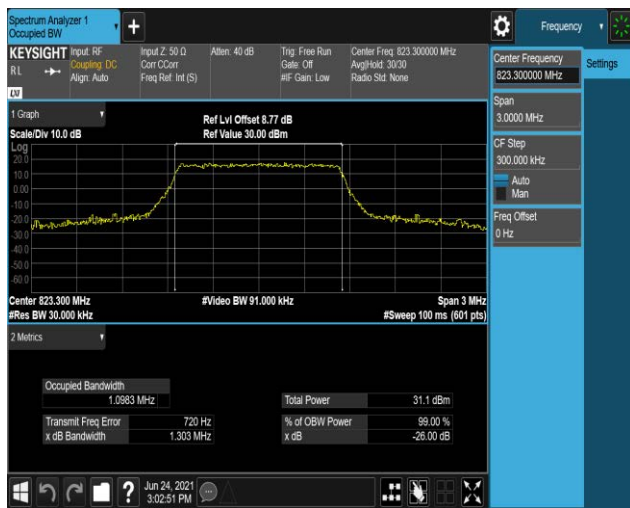 Spectrum Analyzer 1
Occupied BW
+
Frequency
KEYSIGHT
RL
LXI
Input: RF
Coupling: DC
Align: Auto
Input Z: 50 Ω
Corr CCorr
Freq Ref: Int (S)
Atten: 40 dB
Trig: Free Run
Gate: Off
#IF Gain: Low
Center Freq: 823.300000 MHz
Avg|Hold: 30/30
Radio Std: None
Center Frequency
823.300000 MHz
Settings
Span
3.0000 MHz
CF Step
300.000 kHz
Auto
Man
Freq Offset
0 Hz
1 Graph
Scale/Div 10.0 dB
Ref Lvl Offset 8.77 dB
Ref Value 30.00 dBm
Log
20.0
10.0
0.00
-10.0
-20.0
-30.0
-40.0
-50.0
-60.0
Center 823.300 MHz
#Res BW 30.000 kHz
#Video BW 91.000 kHz
Span 3 MHz
#Sweep 100 ms (601 pts)
2 Metrics
Occupied Bandwidth
1.0983 MHz
Total Power 31.1 dBm
Transmit Freq Error 720 Hz
% of OBW Power 99.00 %
x dB Bandwidth 1.303 MHz
x dB -26.00 dB
?
Jun 24, 2021
3:02:51 PM